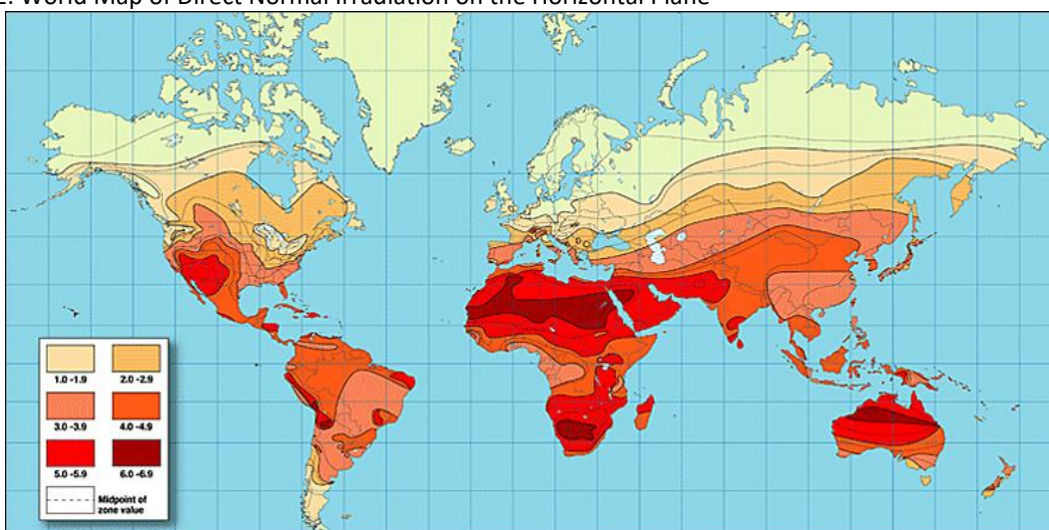 World Map of Direct Normal Irradiation on the Horizontal Plane
1.0 -1.9 2.0 -2.9
3.0 -3.9 4.0 -4.9
5.0 -5.9 6.0 -6.9
Midpoint of
zone value